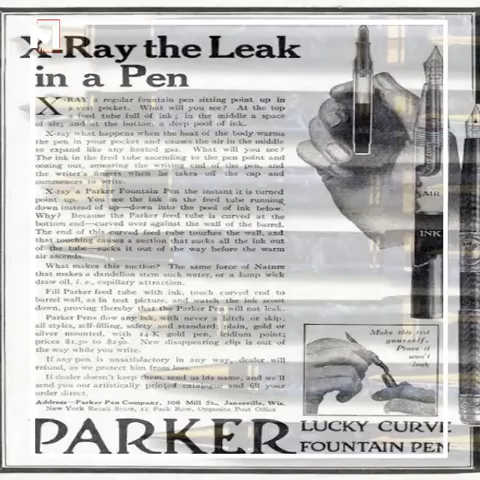 X-Ray the Leak
in a Pen
X-RAY a regular fountain pen sitting point up in
a vest pocket. What will you see? At the top
a feed tube full of ink; in the middle a space
of air; and at the bottom, a deep pool of ink.
X-ray what happens when the heat of the body warms
the pen in your pocket and causes the air in the middle
to expand like any heated gas. What will you see?
The ink in the feed tube ascending to the pen point and
oozing out, smearing the writing end of the pen, and
the writer's fingers when he takes off the cap and
commences to write.
X-ray a Parker Fountain Pen the instant it is turned
point up. You see the ink in the feed tube running
down instead of up—down into the pool of ink below.
Why? Because the Parker feed tube is curved at the
bottom end—curved over against the wall of the barrel.
The end of this curved feed tube touches the wall, and
that touching causes a suction that sucks all the ink out
of the tube—sucks it out of the way before the warm
air ascends.
What makes this suction? The same force of Nature
that makes a dandelion stem suck water, or a lamp wick
draw oil, i. e., capillary attraction.
Fill Parker feed tube with ink, touch curved end to
barrel wall, as in test picture, and watch the ink scoot
down, proving thereby that the Parker Pen will not leak.
Parker Pens flow any ink, never a hitch or skip;
all styles, self-filling, safety and standard; plain, gold or
silver mounted, with 14-K gold pen, iridium point;
prices $1.50 to $250. New disappearing clip is out of
the way while you write.
If any pen is unsatisfactory in any way, dealer will
refund, as we protect him from loss.
If dealer doesn't keep them, send us his name, and we'll
send you our artistically printed catalogue and fill your
order direct.
Address—Parker Pen Company, 106 Mill St., Janesville, Wis.
New York Retail Store, 11 Park Row, Opposite Post Office
AIR
INK
Make this test
yourself.
Prove it
won't
leak
PARKER
LUCKY CURVE
FOUNTAIN PEN